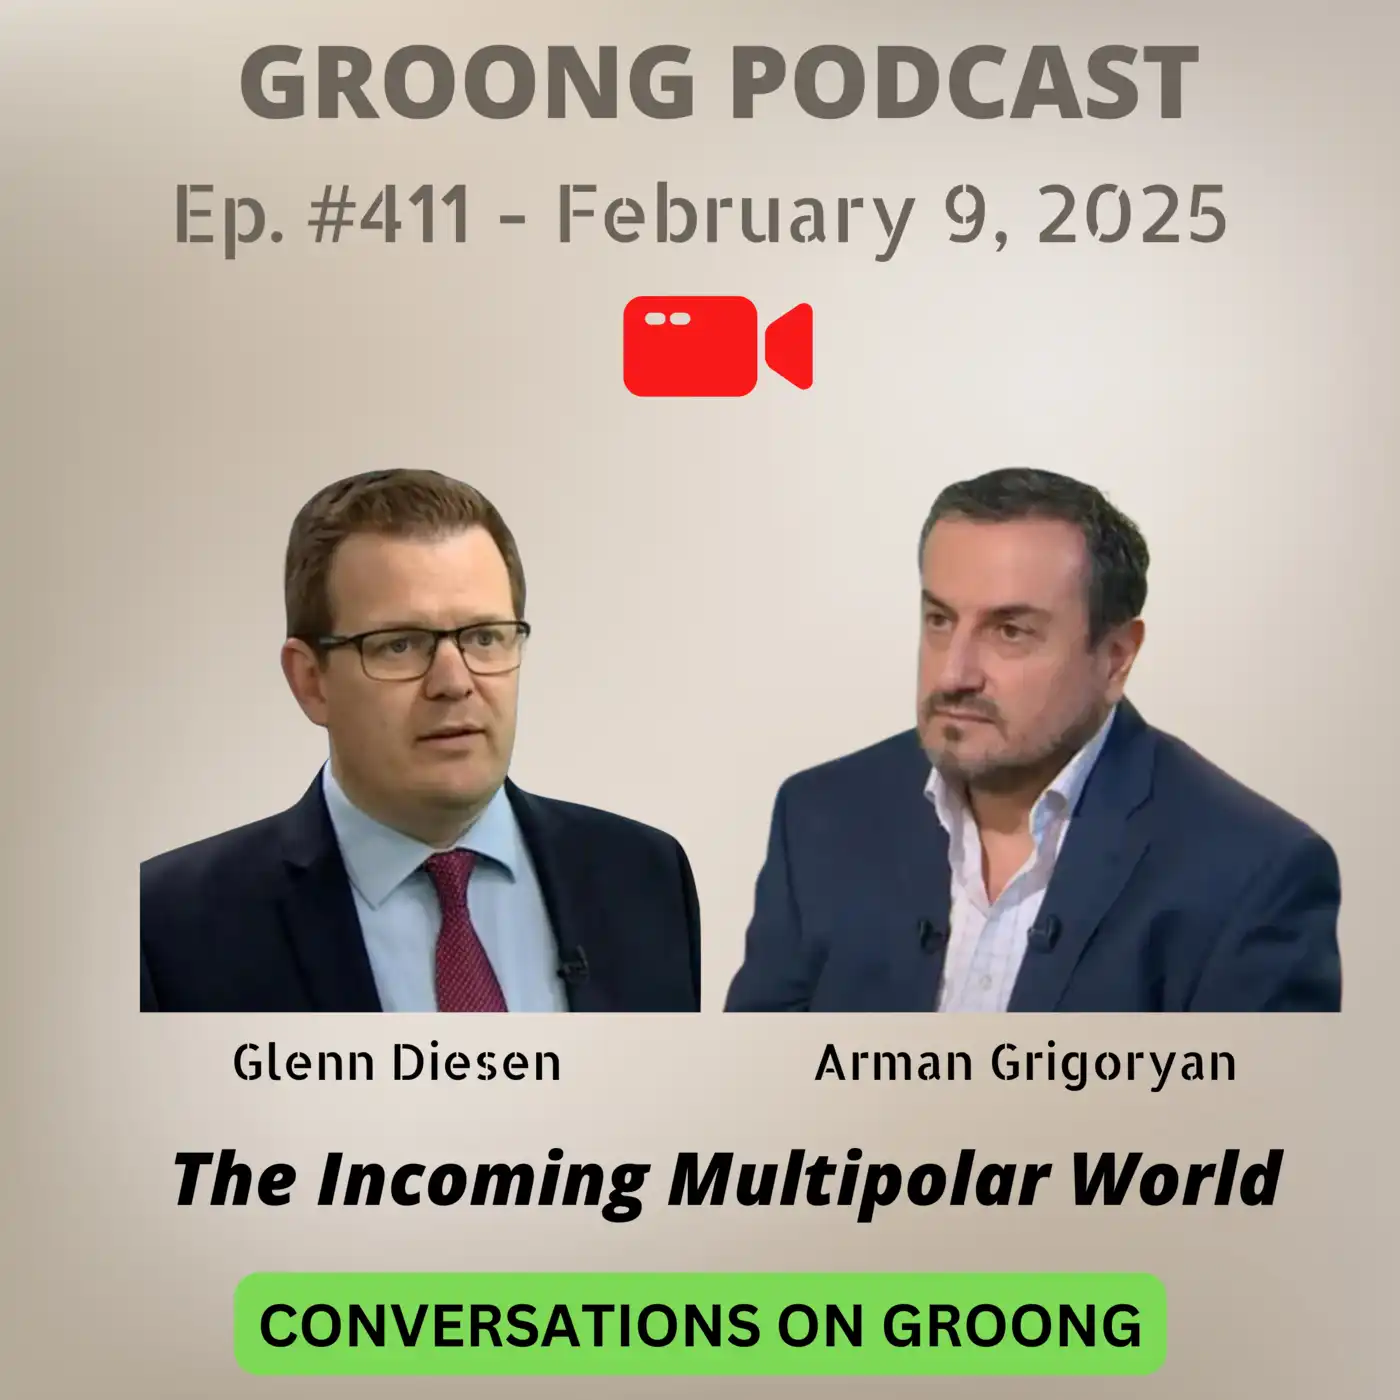 GROONG PODCAST
Ep. #411 - February 9, 2025
Glenn Diesen
Arman Grigoryan
The Incoming Multipolar World
CONVERSATIONS ON GROONG